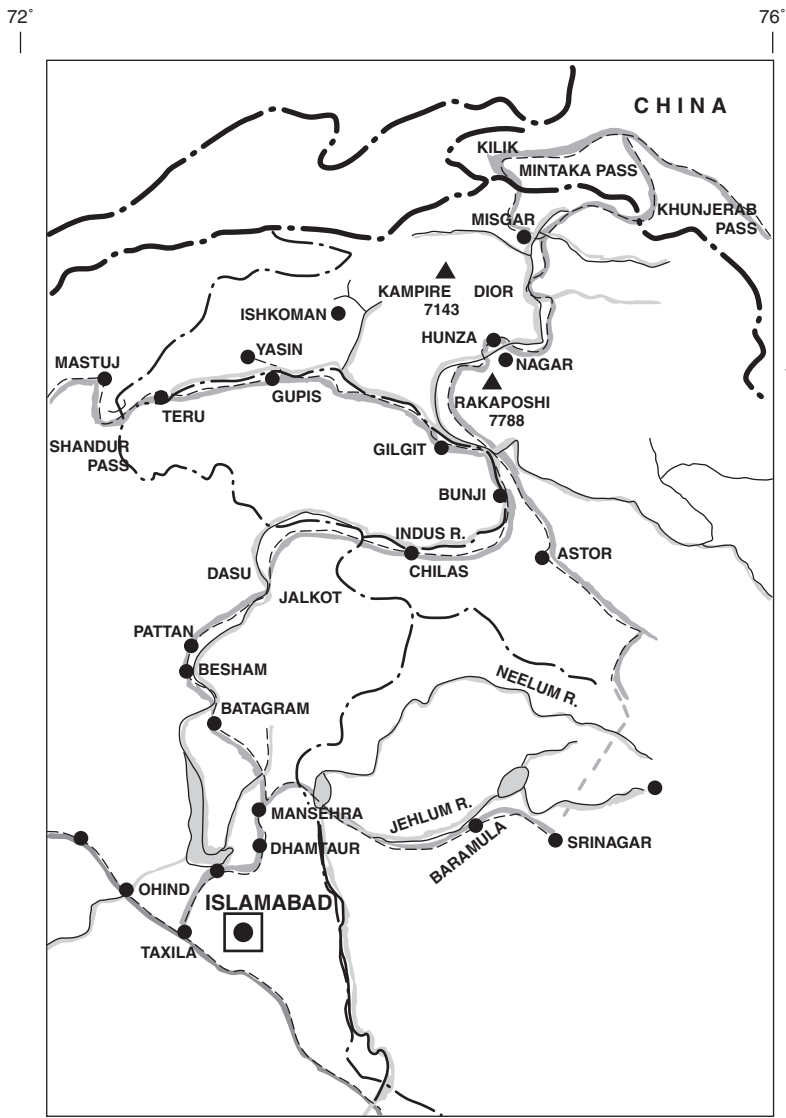 72° 76°
CHINA
KILIK
MINTAKA PASS
KHUNJERAB
PASS
MISGAR
KAMPIRE DIOR
7143
ISHKOMAN
HUNZA
YASIN
NAGAR
MASTUJ
GUPIS
RAKAPOSHI
7788
TERU
SHANDUR
PASS
GILGIT
BUNJI
INDUS R.
ASTOR
CHILAS
DASU
JALKOT
PATTAN
BESHAM
NEELUM R.
BATAGRAM
MANSEHRA
JEHLUM R.
BARAMULA
SRINAGAR
DHAMTAUR
OHIND
ISLAMABAD
TAXILA